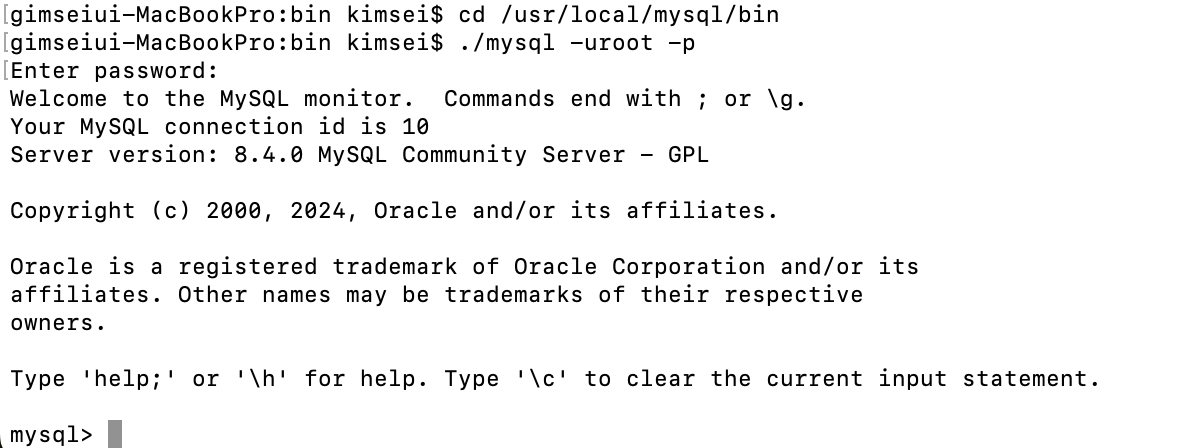 [gimseiui-MacBookPro:bin kimsei$ cd /usr/local/mysql/bin
[gimseiui-MacBookPro:bin kimsei$ ./mysql -uroot -p
[Enter password:
Welcome to the MySQL monitor.  Commands end with ; or \g.
Your MySQL connection id is 10
Server version: 8.4.0 MySQL Community Server - GPL

Copyright (c) 2000, 2024, Oracle and/or its affiliates.

Oracle is a registered trademark of Oracle Corporation and/or its
affiliates. Other names may be trademarks of their respective
owners.

Type 'help;' or '\h' for help. Type '\c' to clear the current input statement.

mysql>